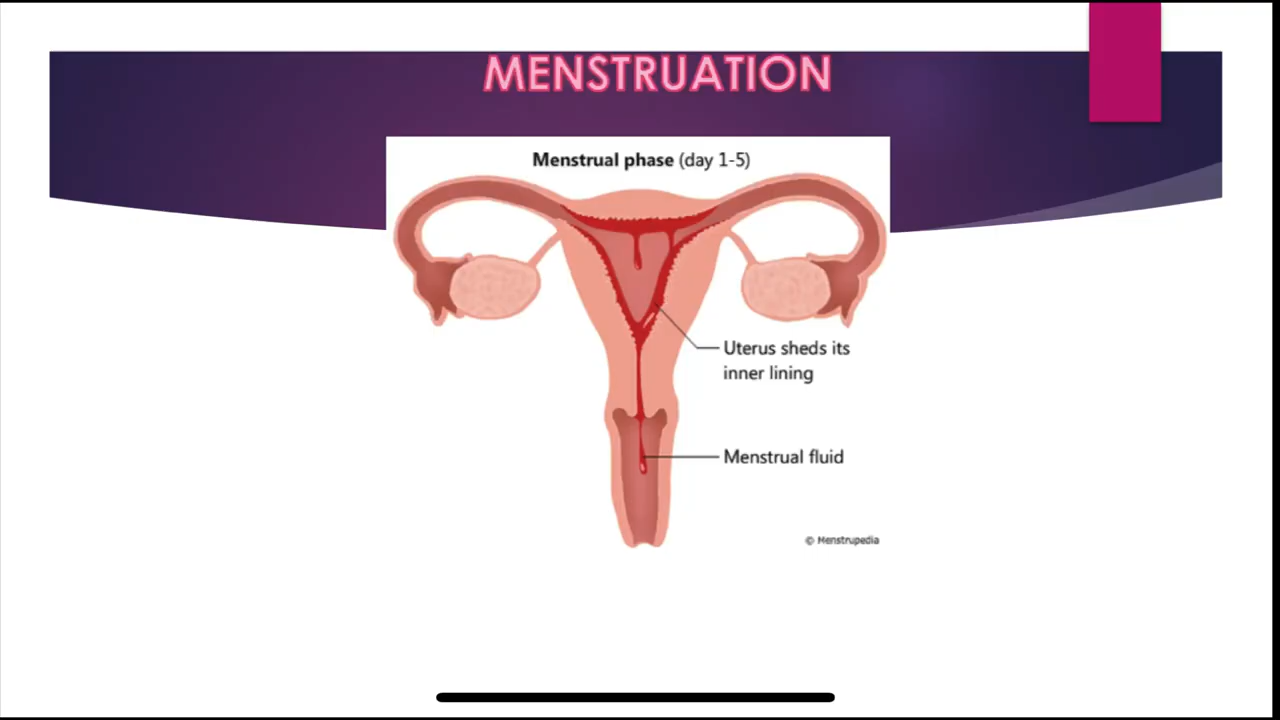 MENSTRUATION
Menstrual phase (day 1-5)
Uterus sheds its
inner lining
Menstrual fluid
© Menstrupedia